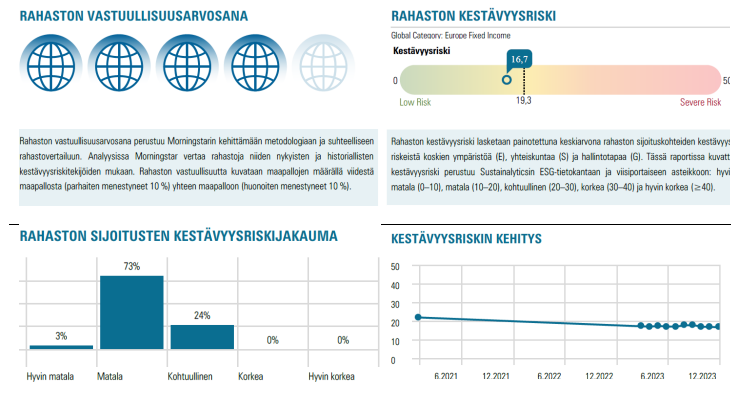 RAHASTON VASTUULLISUUSARVOSANA
Rahaston vastuullisuusarvosana perustuu Morningstarin kehittämään metodologiaan ja suhteelliseen
rahastovertailuun. Analyysissa Morningstar vertaa rahastoja niiden nykyisten ja historiallisten
kestävyysriskitekijöiden mukaan. Rahaston vastuullisuutta kuvataan maapallojen määrällä viidestä
maapallosta (parhaiten menestyneet 10 %) yhteen maapalloon (huonoiten menestyneet 10 %).
RAHASTON KESTÄVYYSRISKI
Global Category: Europe Fixed Income
Kestävyysriski
16,7
0
50
Low Risk
19,3
Severe Risk
Rahaston kestävyysriski lasketaan painotettuna keskiarvona rahaston sijoituskohteiden kestävyys
riskeistä koskien ympäristöä (E), yhteiskuntaa (S) ja hallintotapaa (G). Tässä raportissa kuvatt
kestävyysriski perustuu Sustainalyticsin ESG-tietokantaan ja viisiportaiseen asteikkoon: hyvi
matala (0–10), matala (10–20), kohtuullinen (20–30), korkea (30–40) ja hyvin korkea (≥40).
RAHASTON SIJOITUSTEN KESTÄVYYSRISKIJAKAUMA
73%
24%
3%
0%
0%
Hyvin matala Matala Kohtuullinen Korkea Hyvin korkea
KESTÄVYYSRISKIN KEHITYS
50
40
30
20
10
0
6.2021 12.2021 6.2022 12.2022 6.2023 12.2023